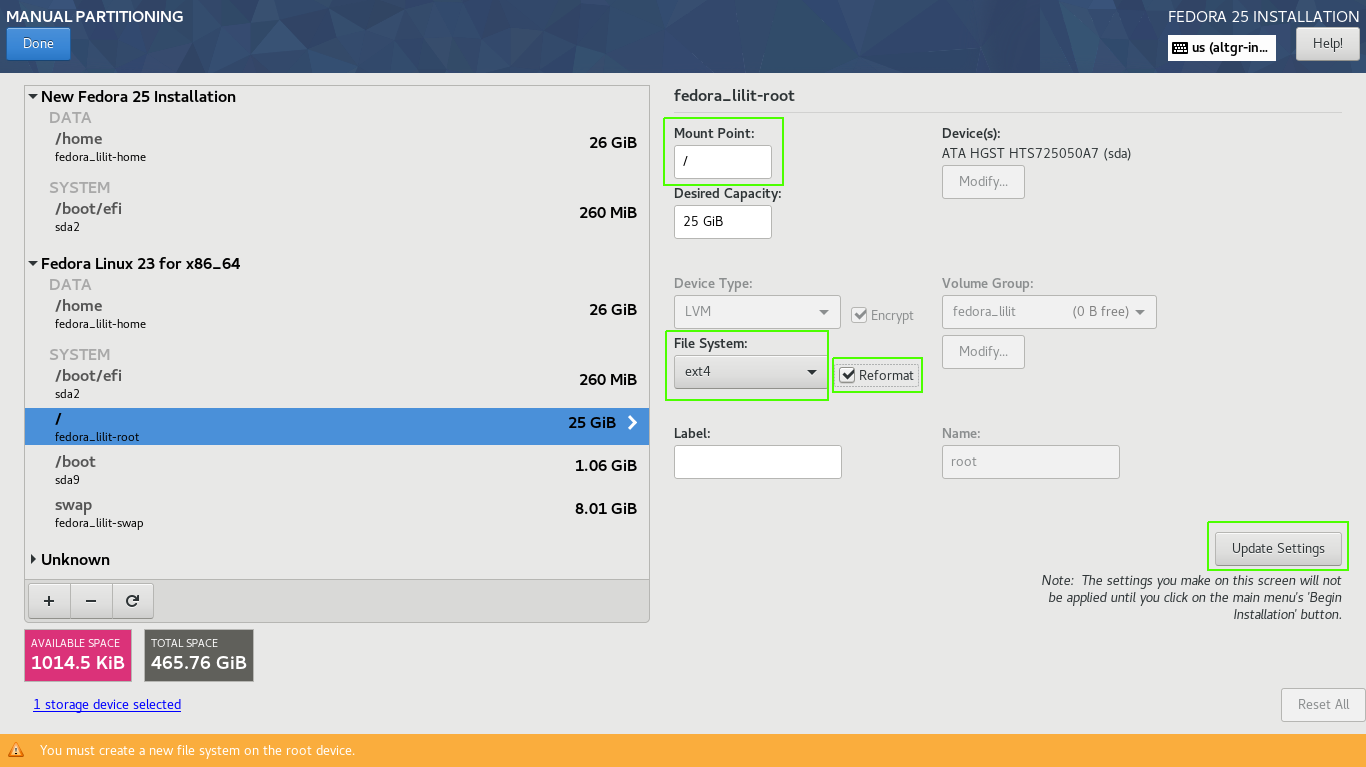 MANUAL PARTITIONING
FEDORA 25 INSTALLATION
Done
us (altgr-in...
Help!
New Fedora 25 Installation
DATA
/home
26 GiB
fedora_lilit-home
SYSTEM
/boot/efi
260 MiB
sda2
Fedora Linux 23 for x86_64
DATA
/home
26 GiB
fedora_lilit-home
SYSTEM
/boot/efi
260 MiB
sda2
/
25 GiB
fedora_lilit-root
/boot
1.06 GiB
sda9
swap
8.01 GiB
fedora_lilit-swap
Unknown
+ −
AVAILABLE SPACE
1014.5 KiB
TOTAL SPACE
465.76 GiB
1 storage device selected
fedora_lilit-root
Mount Point:
/
Desired Capacity:
25 GiB
Device(s):
ATA HGST HTS725050A7 (sda)
Modify...
Device Type:
LVM
Encrypt
Volume Group:
fedora_lilit (0 B free)
Modify...
File System:
ext4
Reformat
Label:
Name:
root
Update Settings
Note: The settings you make on this screen will not
be applied until you click on the main menu's 'Begin
Installation' button.
Reset All
You must create a new file system on the root device.